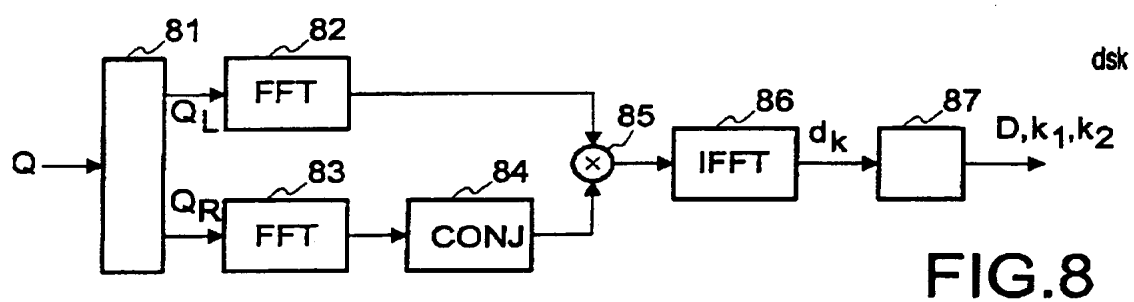 81
82
dsk
FFT
Q_L
85
86
87
Q
×
IFFT
d_k
D,k_1,k_2
83
84
Q_R
FFT
CONJ
FIG.8